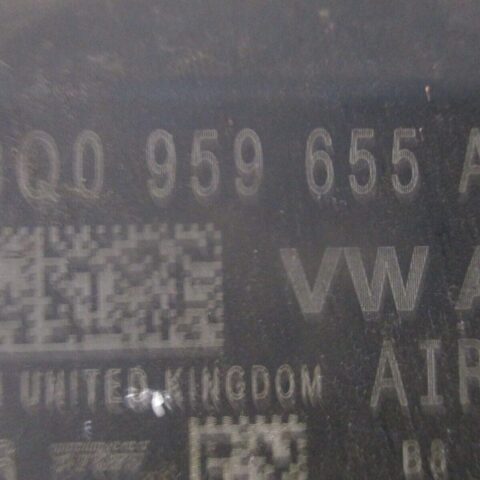 Q0 959 655 A
VW A
UNITED KINGDOM AIR
B8